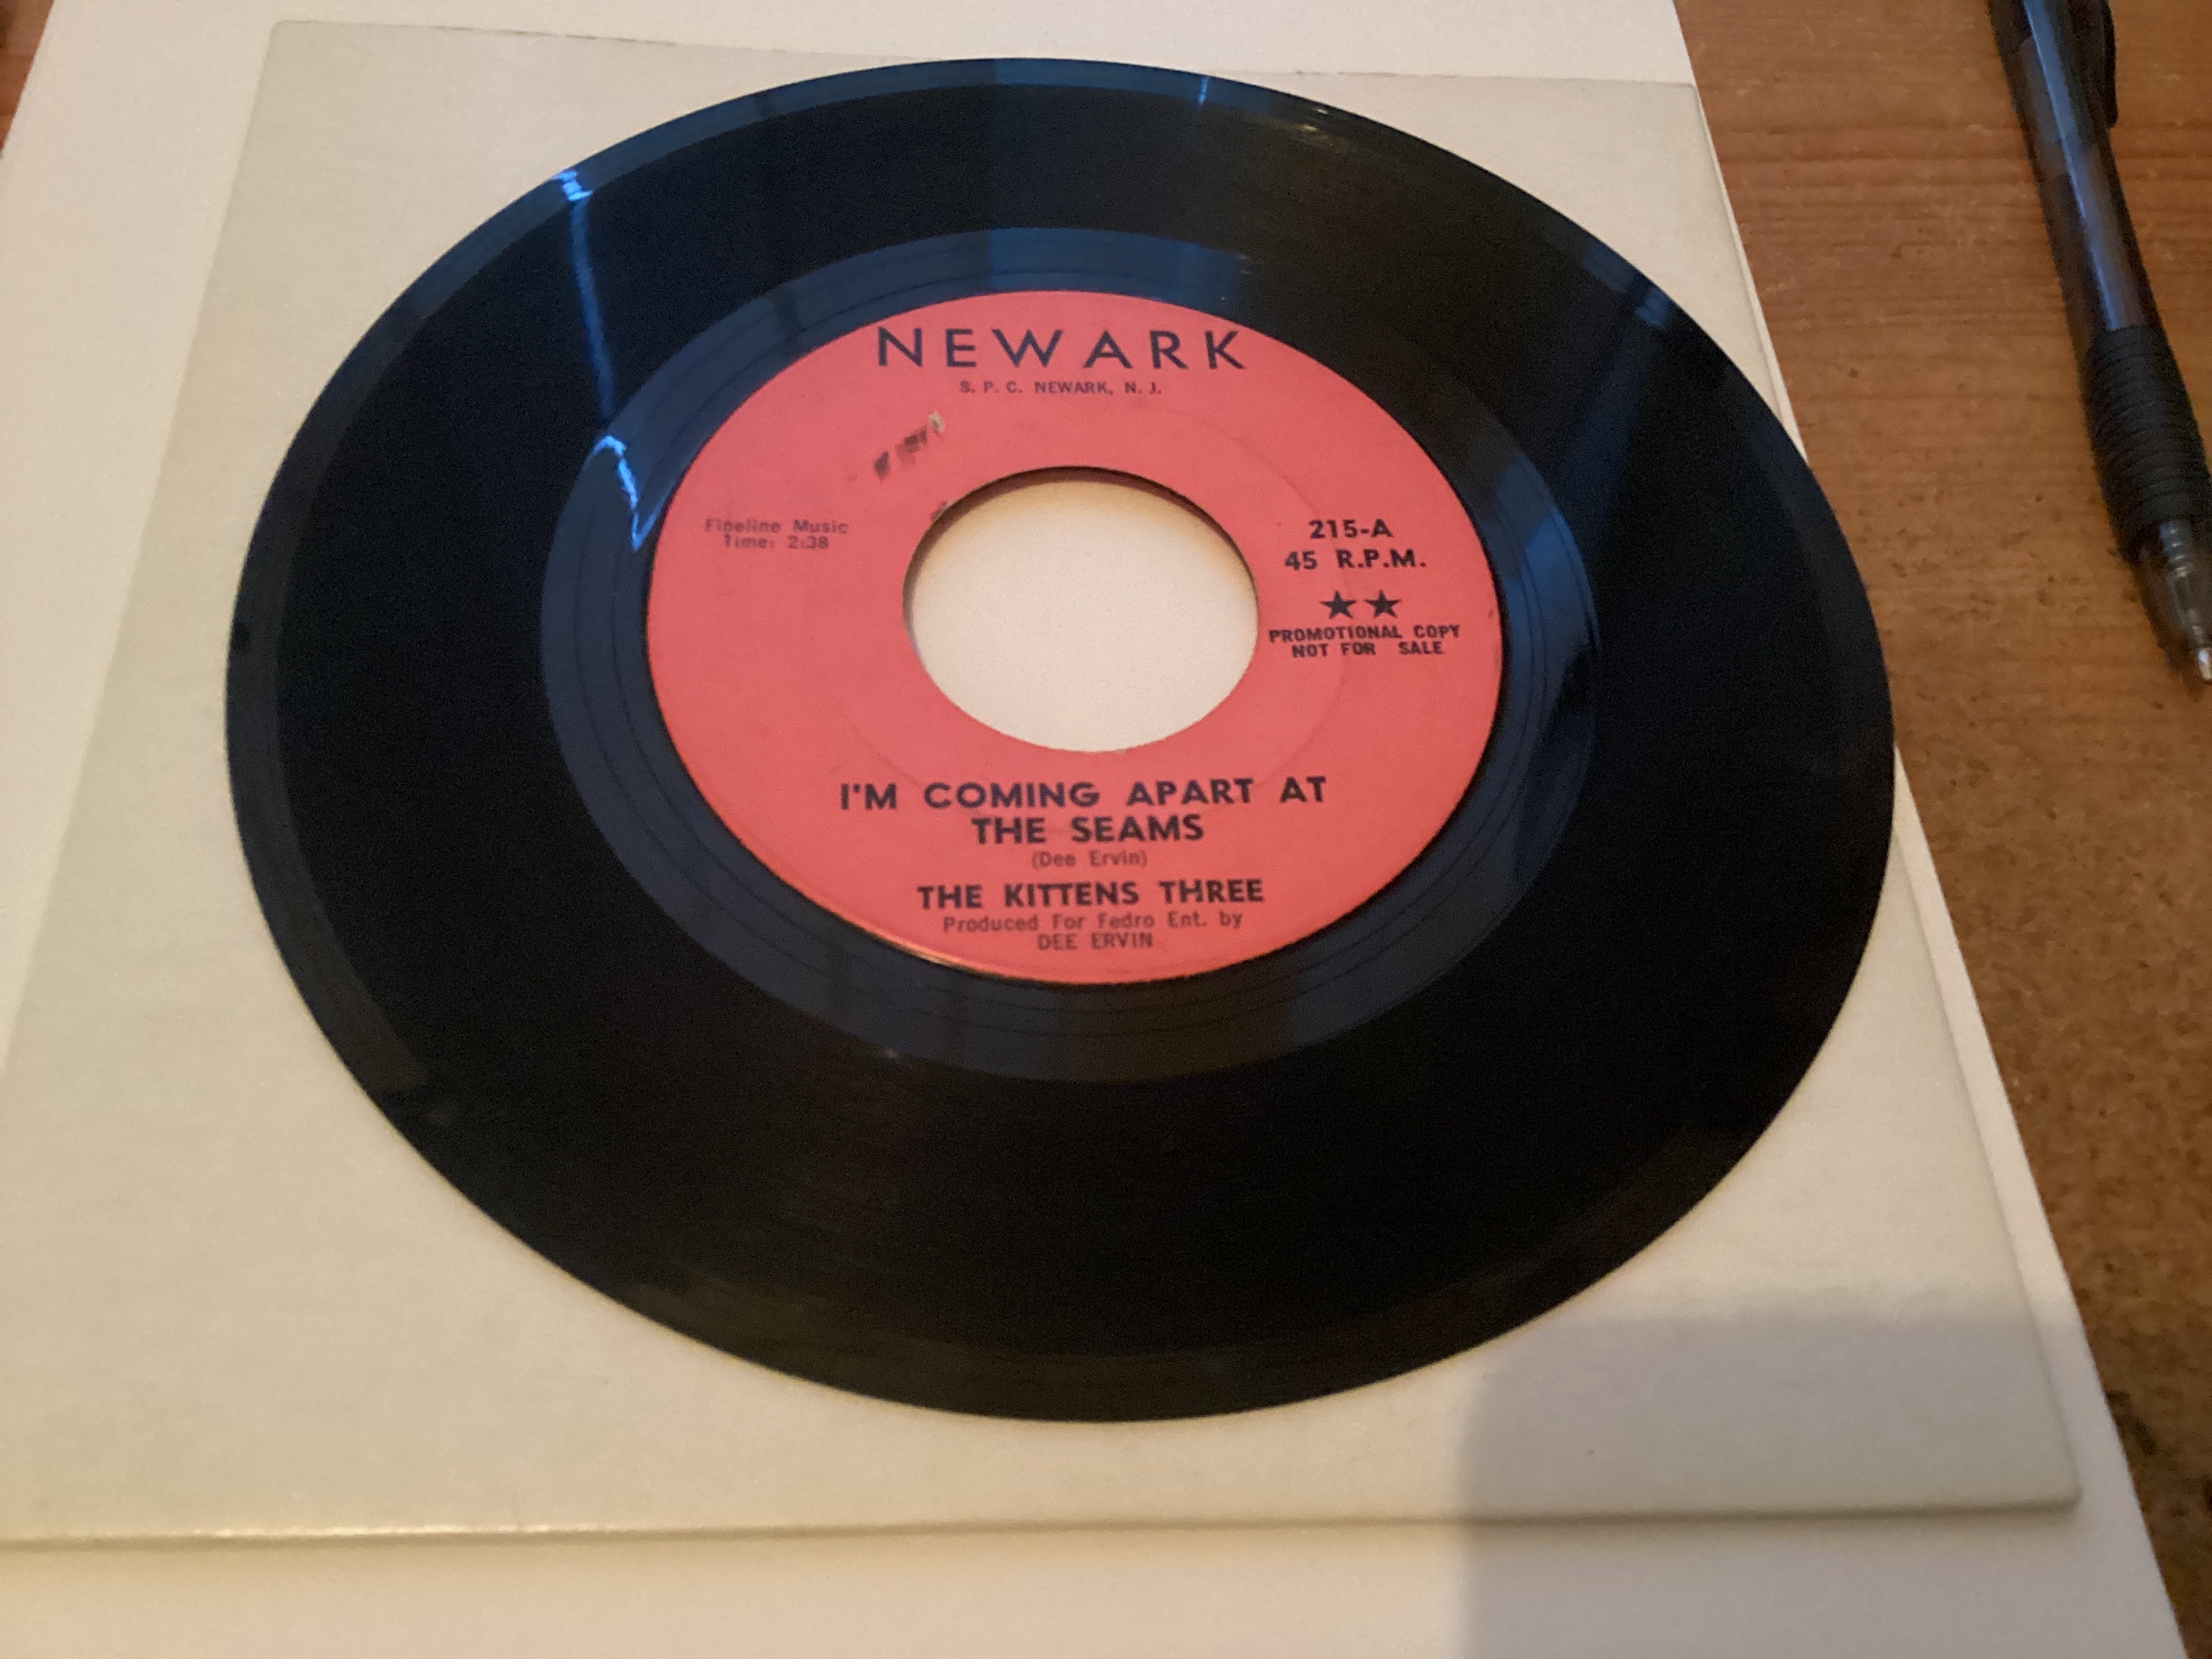 NEWARK
S. P. C. NEWARK, N. J.
Fineline Music
Time: 2:38
215-A
45 R.P.M.
★★
PROMOTIONAL COPY
NOT FOR SALE
I'M COMING APART AT
THE SEAMS
(Dee Ervin)
THE KITTENS THREE
Produced For Fedro Ent. by
DEE ERVIN